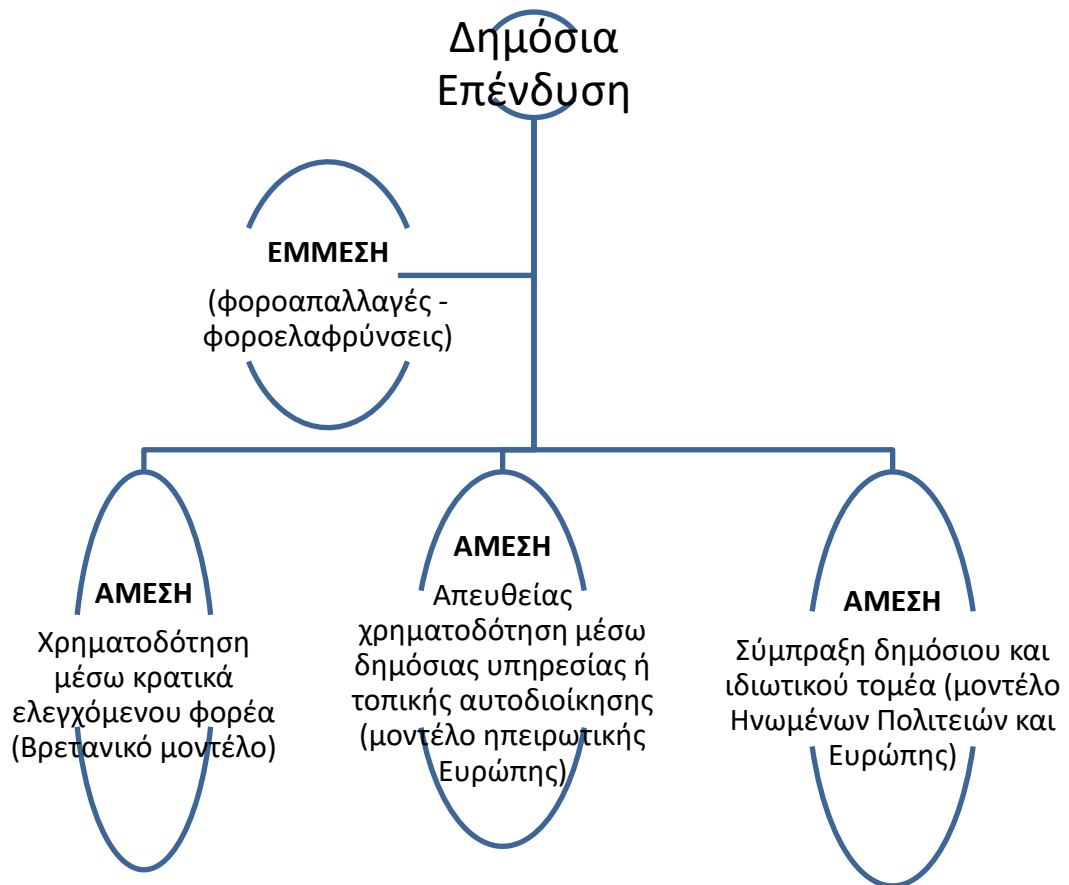 Δημόσια
Επένδυση
ΕΜΜΕΣΗ
(φοροαπαλλαγές -
φοροελαφρύνσεις)
ΑΜΕΣΗ
Χρηματοδότηση
μέσω κρατικά
ελεγχόμενου φορέα
(Βρετανικό μοντέλο)
ΑΜΕΣΗ
Απευθείας
χρηματοδότηση μέσω
δημόσιας υπηρεσίας ή
τοπικής αυτοδιοίκησης
(μοντέλο ηπειρωτικής
Ευρώπης)
ΑΜΕΣΗ
Σύμπραξη δημόσιου και
ιδιωτικού τομέα (μοντέλο
Ηνωμένων Πολιτειών και
Ευρώπης)